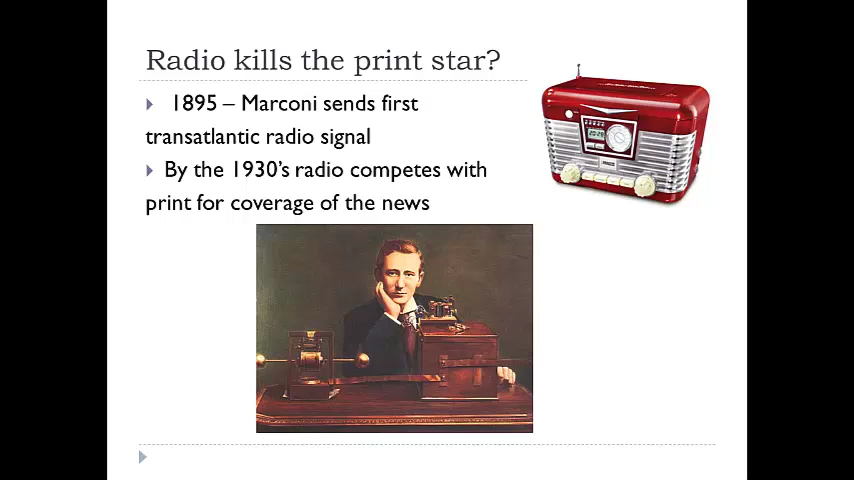 Radio kills the print star?
1895 – Marconi sends first
transatlantic radio signal
By the 1930's radio competes with
print for coverage of the news